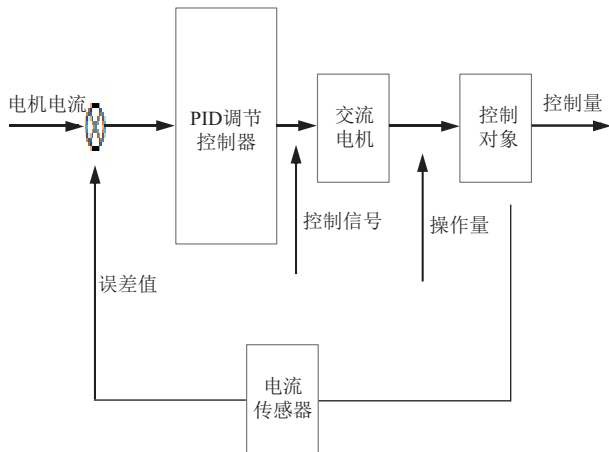 电机电流
PID调节
控制器
交流
电机
控制
对象
控制量
控制信号
操作量
误差值
电流
传感器